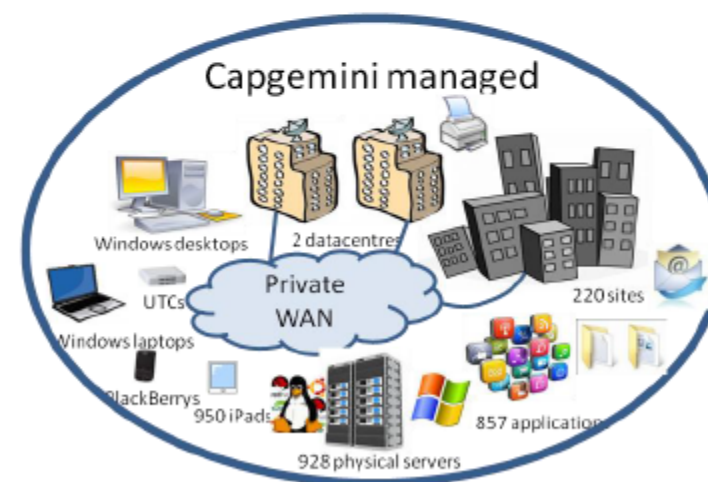 Capgemini managed
Windows desktops
2 datacentres
Private
WAN
UTCs
220 sites
Windows laptops
BlackBerrys
950 iPads
857 application
928 physical servers